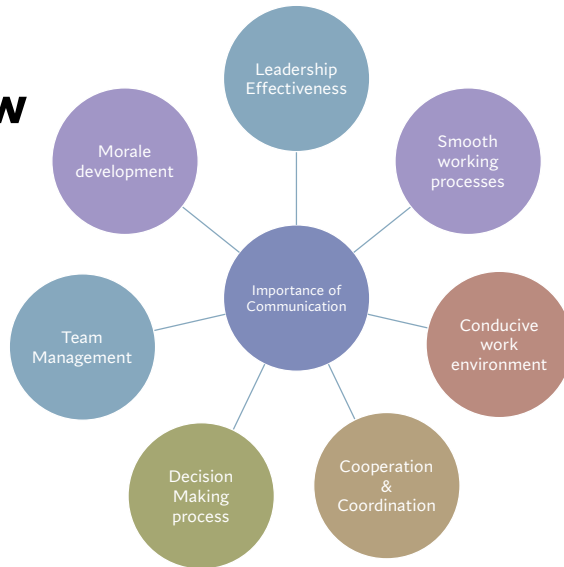 w
Leadership
Effectiveness
Smooth
working
processes
Conducive
work
environment
Cooperation
&
Coordination
Decision
Making
process
Team
Management
Morale
development
Importance of
Communication